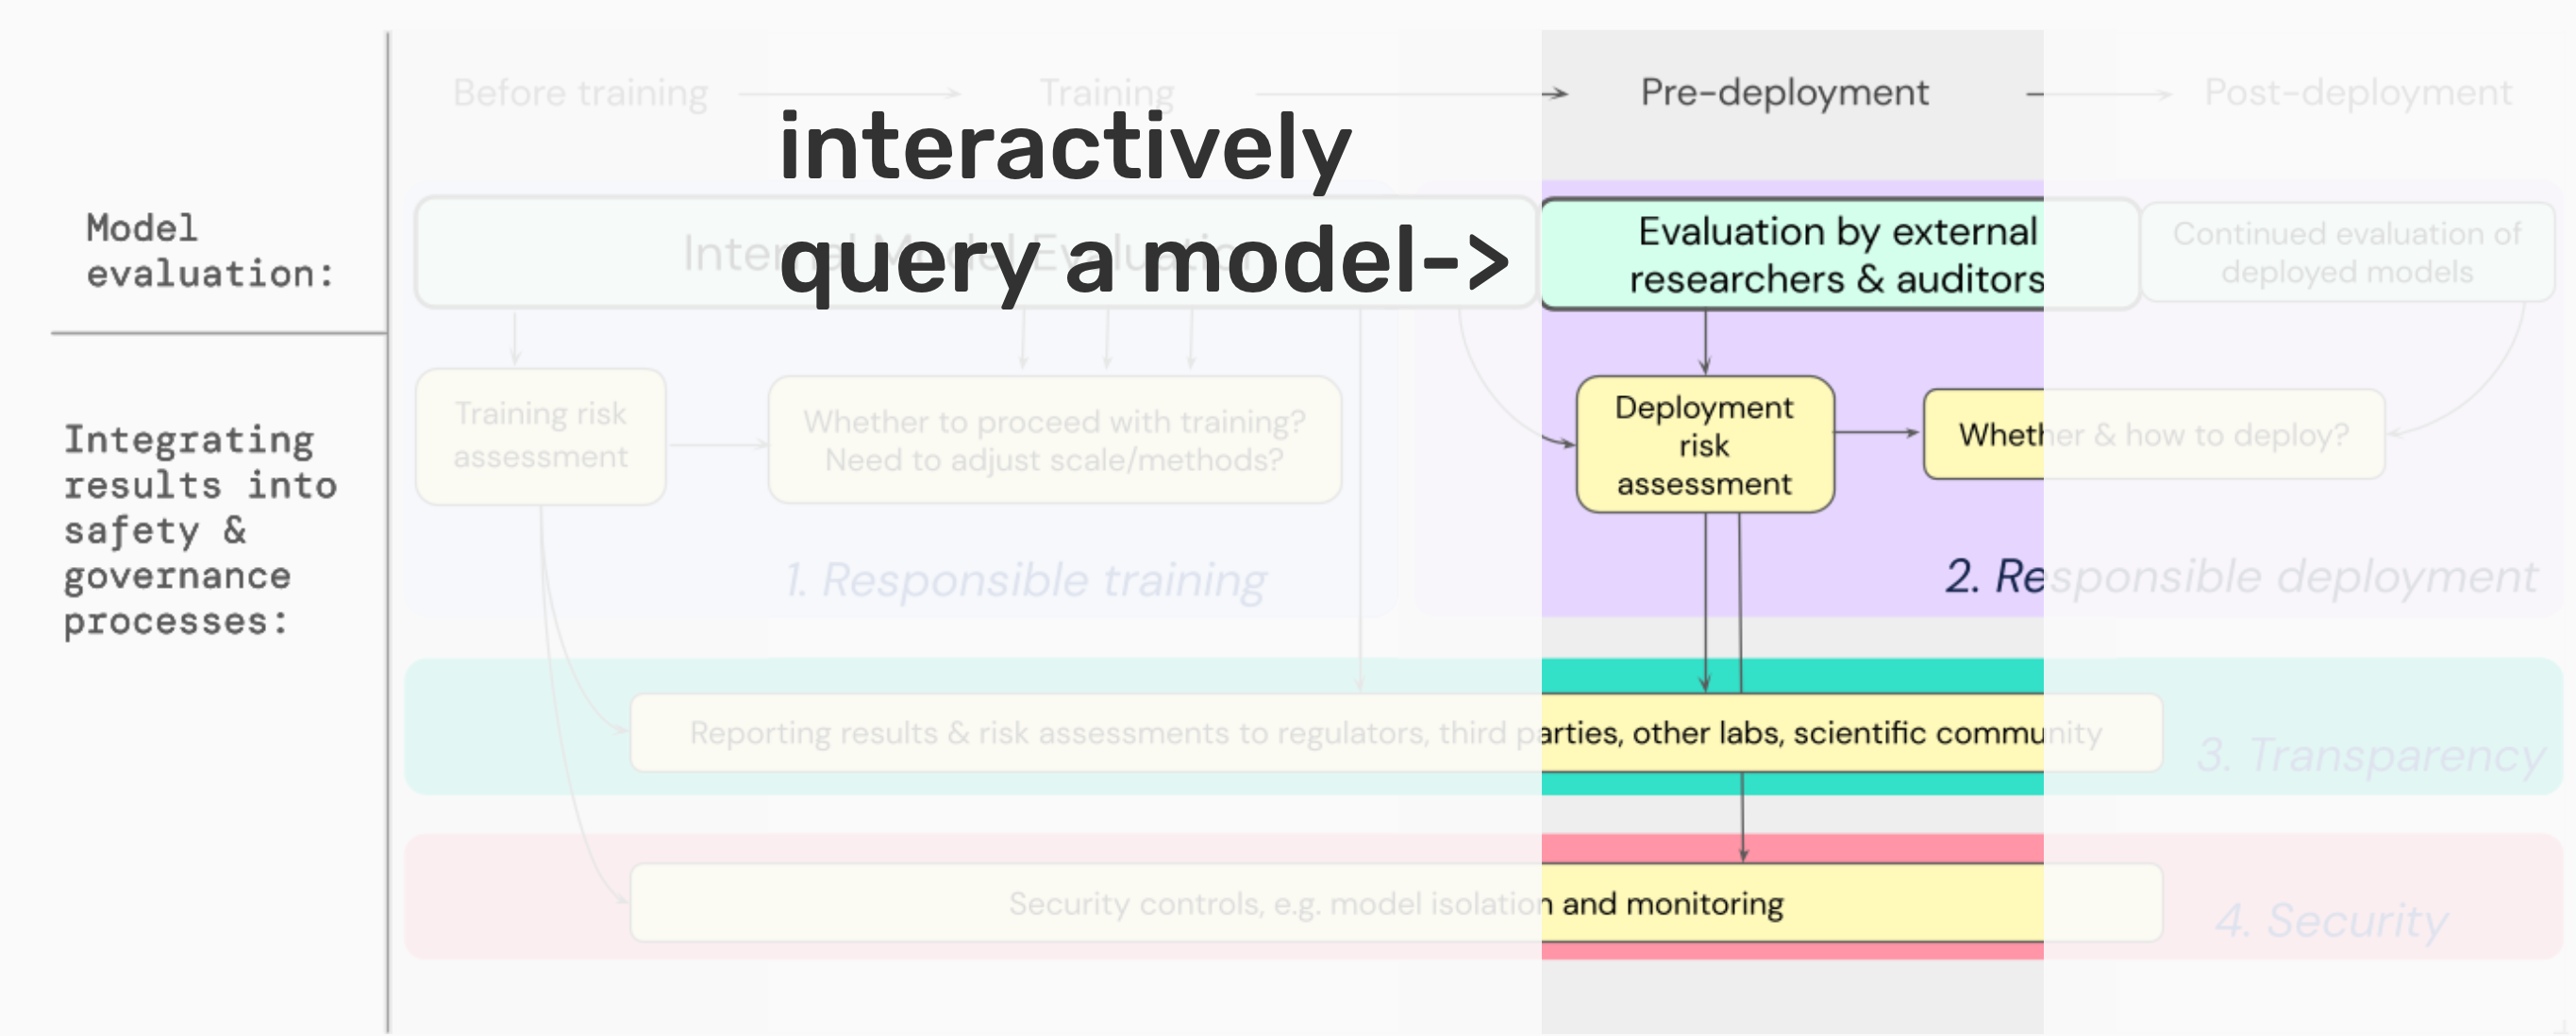 Before training
Training
Pre-deployment
Post-deployment
interactively
query a model->
Model
evaluation:
Internal Model Evaluation
Evaluation by external
researchers & auditors
Continued evaluation of
deployed models
Training risk
assessment
Whether to proceed with training?
Need to adjust scale/methods?
Deployment
risk
assessment
Whether & how to deploy?
Integrating
results into
safety &
governance
processes:
1. Responsible training
2. Responsible deployment
Reporting results & risk assessments to regulators, third parties, other labs, scientific community
3. Transparency
Security controls, e.g. model isolation and monitoring
4. Security